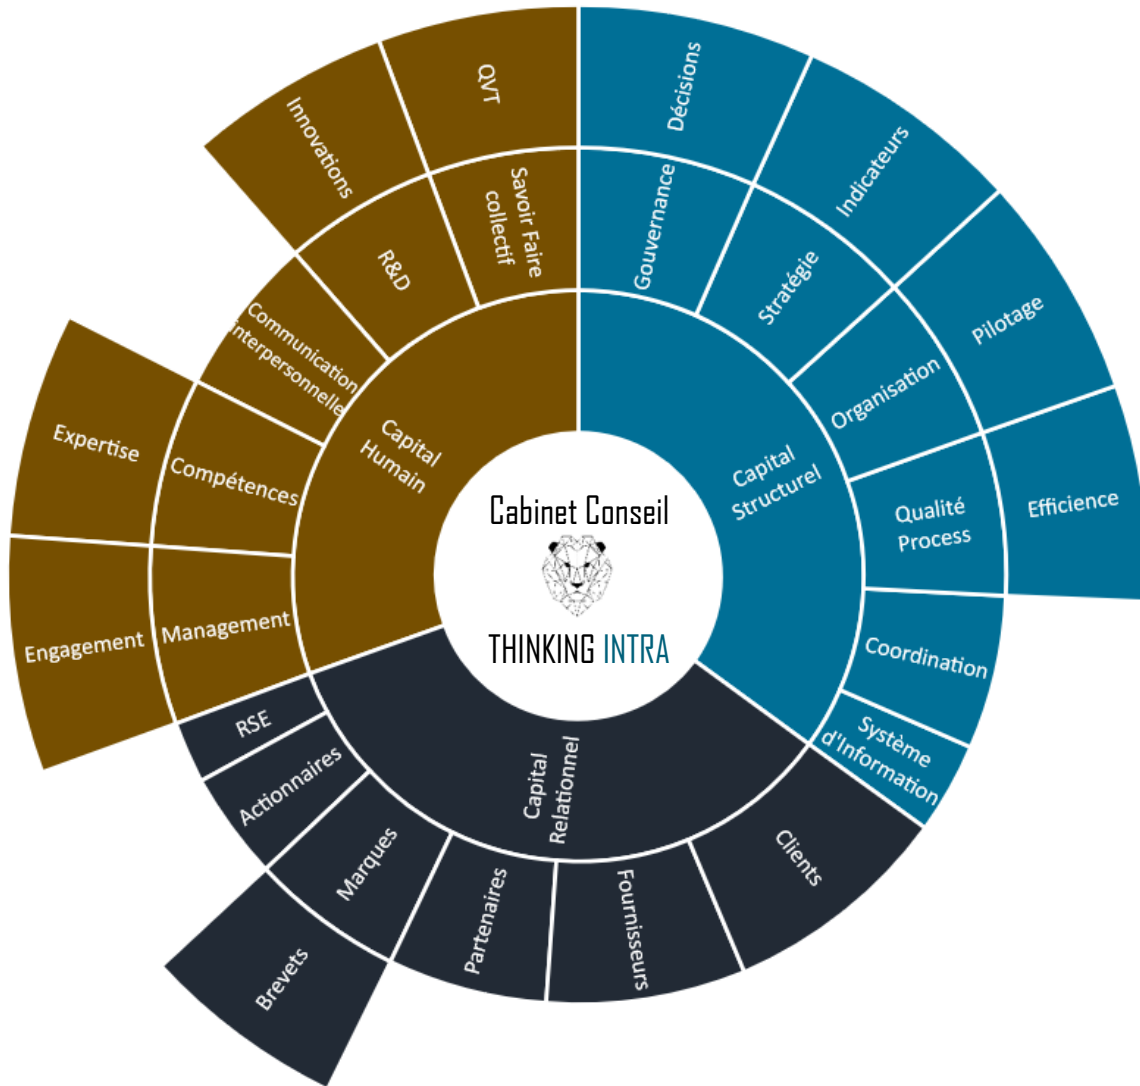 Cabinet Conseil
THINKING INTRA
Capital
Structurel
Gouvernance
Décisions
Stratégie
Indicateurs
Organisation
Pilotage
Qualité
Process
Efficience
Coordination
Système
d'Information
Capital
Relationnel
Clients
Fournisseurs
Partenaires
Marques
Brevets
Actionnaires
RSE
Capital
Humain
Management
Engagement
Compétences
Expertise
Communication
interpersonnelle
R&D
Innovations
Savoir Faire
collectif
QVT